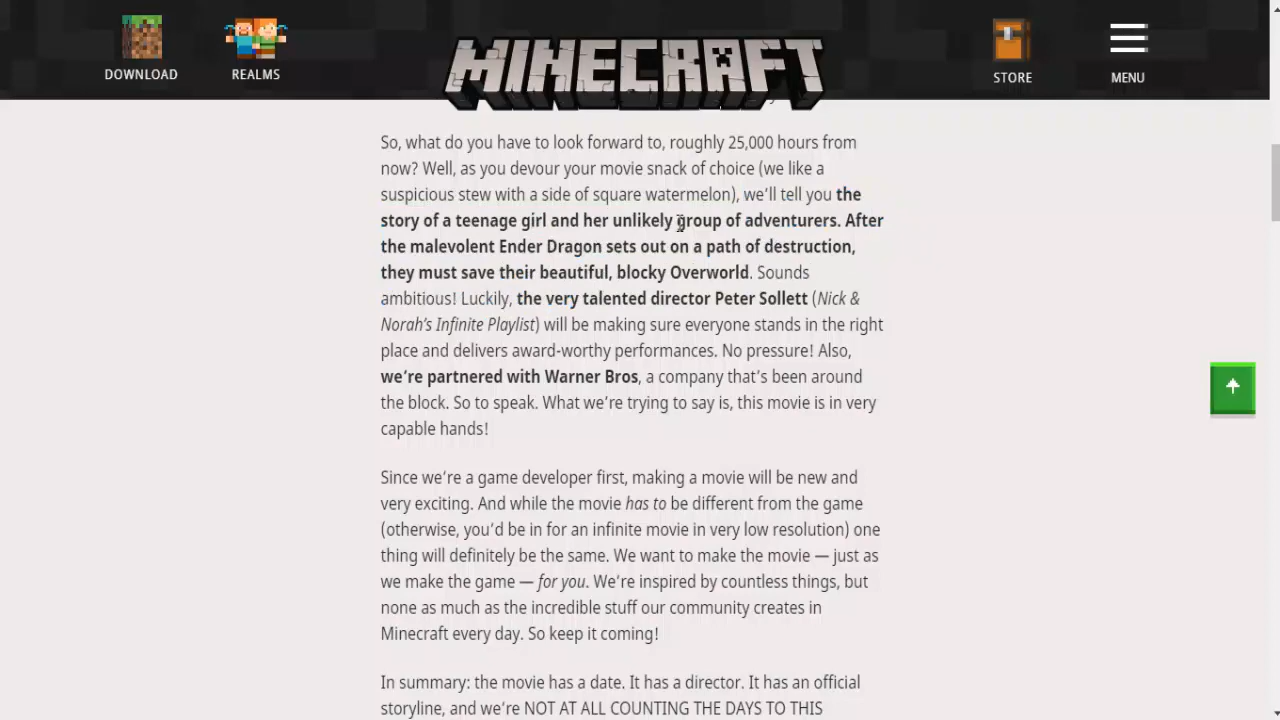 DOWNLOAD
REALMS
MINECRAFT
STORE
MENU
So, what do you have to look forward to, roughly 25,000 hours from
now? Well, as you devour your movie snack of choice (we like a
suspicious stew with a side of square watermelon), we'll tell you the
story of a teenage girl and her unlikely group of adventurers. After
the malevolent Ender Dragon sets out on a path of destruction,
they must save their beautiful, blocky Overworld. Sounds
ambitious! Luckily, the very talented director Peter Sollett (Nick &
Norah's Infinite Playlist) will be making sure everyone stands in the right
place and delivers award-worthy performances. No pressure! Also,
we're partnered with Warner Bros, a company that's been around
the block. So to speak. What we're trying to say is, this movie is in very
capable hands!
Since we're a game developer first, making a movie will be new and
very exciting. And while the movie has to be different from the game
(otherwise, you'd be in for an infinite movie in very low resolution) one
thing will definitely be the same. We want to make the movie — just as
we make the game — for you. We're inspired by countless things, but
none as much as the incredible stuff our community creates in
Minecraft every day. So keep it coming!
In summary: the movie has a date. It has a director. It has an official
storyline, and we're NOT AT ALL COUNTING THE DAYS TO THIS